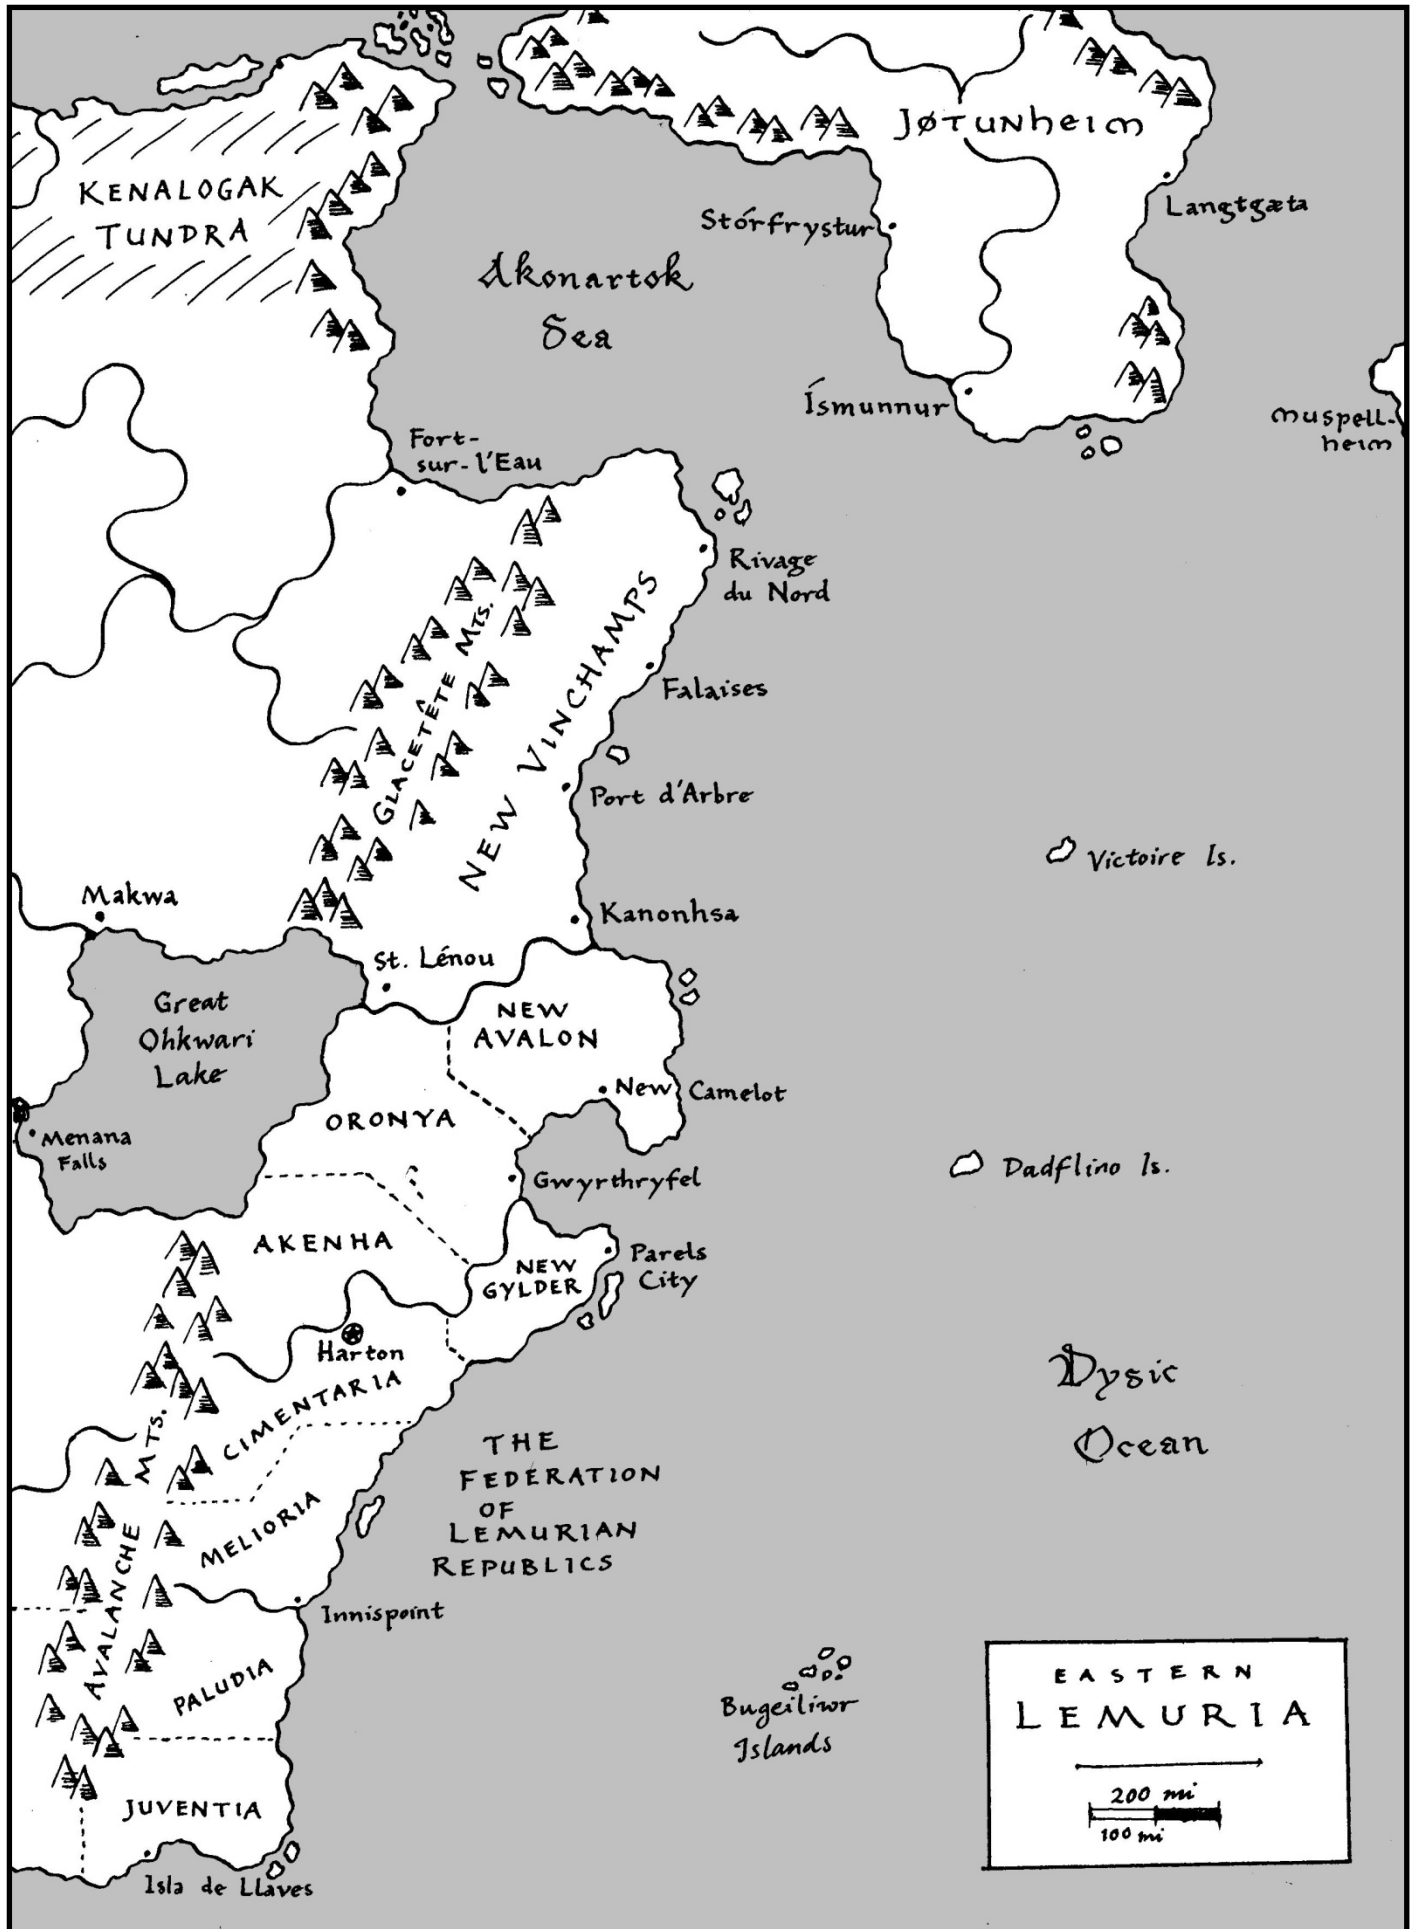 JØTUNheim
KENALOGAK
TUNDRA
Langtgæta
Stórfrystur
Akonartok
Sea
Ísmunnur
muspell-
heim
Fort-
sur-l'Eau
Rivage
du Nord
GLACETÊTE MTS.
NEW VINCHAMPS
Falaises
Port d'Arbre
Victoire Is.
Makwa
Kanonhsa
St. Lénou
Great
Ohkwari
Lake
NEW
AVALON
New Camelot
ORONYA
Menana
Falls
Dadflino Is.
Gwyrthryfel
AKENHA
NEW
GYLDER
Parels
City
Harton
CIMENTARIA
Dysic
Ocean
THE
FEDERATION
OF
LEMURIAN
REPUBLICS
AVALANCHE MTS.
MELIORIA
Innispoint
PALUDIA
Bugeiliwr
Islands
JUVENTIA
Isla de Llaves
EASTERN
LEMURIA
200 mi
100 mi